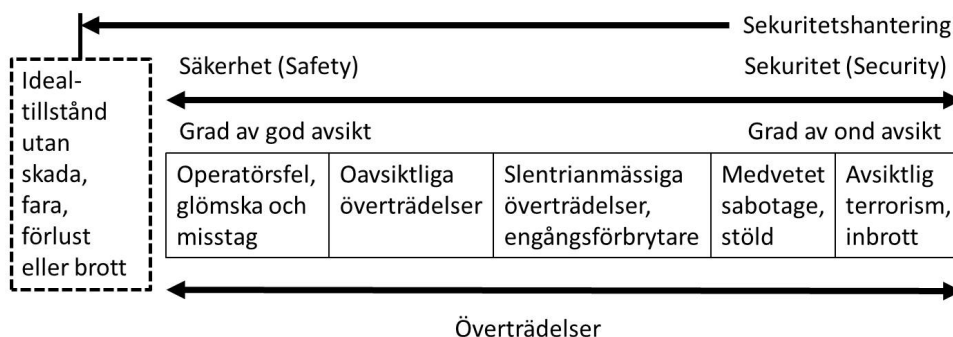 Sekuritetshantering
Säkerhet (Safety)
Sekuritet (Security)
Ideal-
tillstånd
utan
skada,
fara,
förlust
eller brott
Grad av god avsikt
Grad av ond avsikt
Operatörsfel,
glömska och
misstag
Oavsiktliga
överträdelser
Slentrianmässiga
överträdelser,
engångsförbrytare
Medvetet
sabotage,
stöld
Avsiktlig
terrorism,
inbrott
Överträdelser